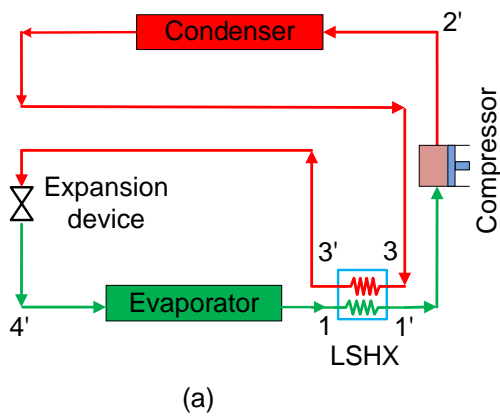 Condenser
2'
Compressor
Expansion
device
3'
3
Evaporator
4'
1
1'
LSHX
(a)